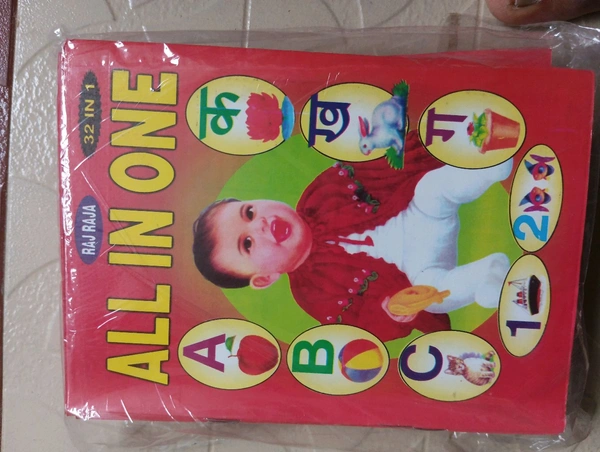 RAJ RAJA
32 IN 1
ALL IN ONE
A
क
B
ख
C
ग
1
2